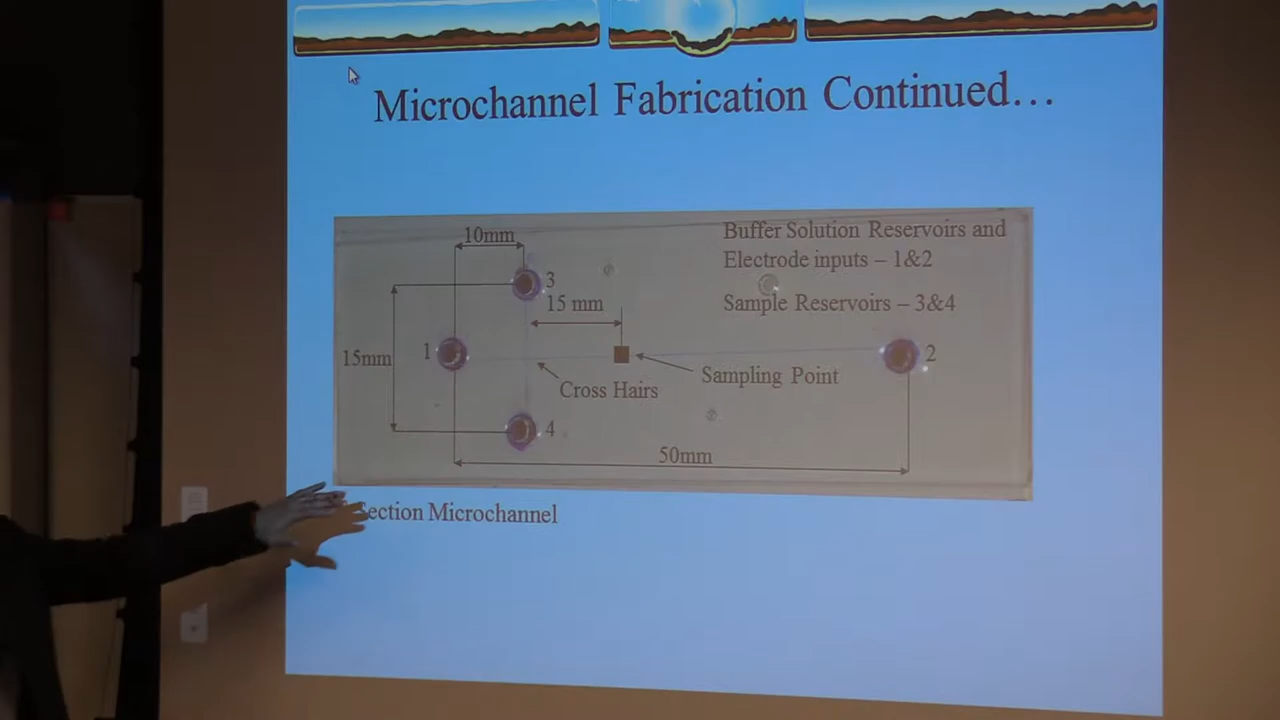 Microchannel Fabrication Continued…
10mm
Buffer Solution Reservoirs and
Electrode inputs – 1&2
3
15 mm
Sample Reservoirs – 3&4
15mm
1
2
Sampling Point
Cross Hairs
4
50mm
Microchannel